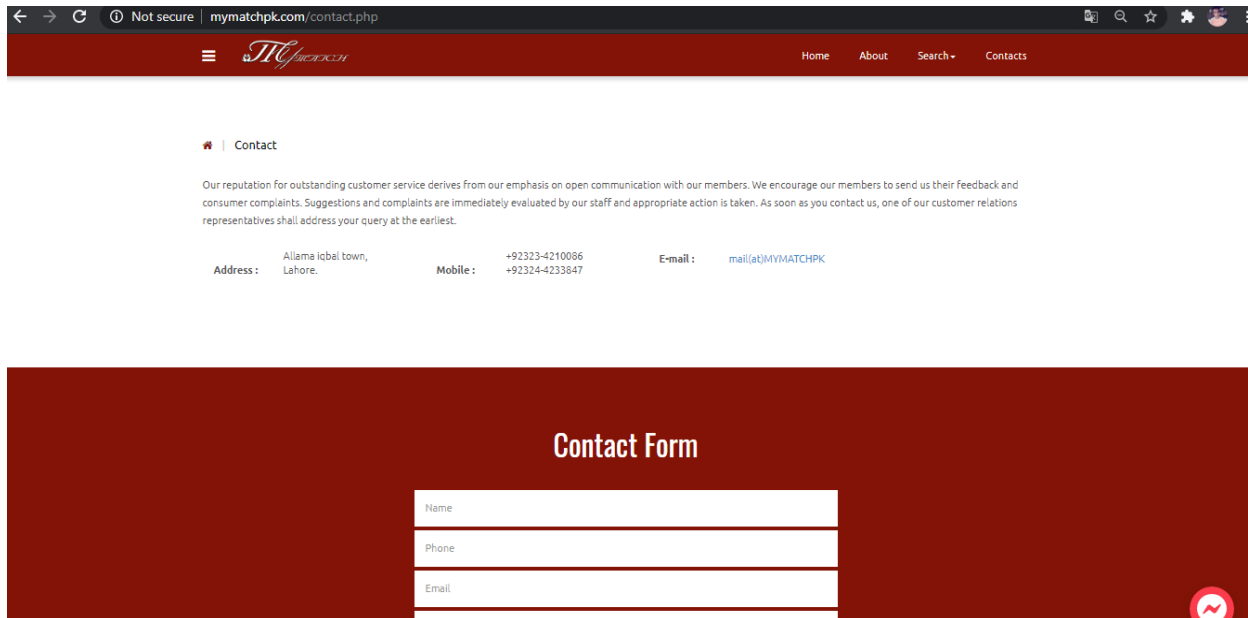 Not secure | mymatchpk.com/contact.php
Home About Search Contacts
| Contact
Our reputation for outstanding customer service derives from our emphasis on open communication with our members. We encourage our members to send us their feedback and
consumer complaints. Suggestions and complaints are immediately evaluated by our staff and appropriate action is taken. As soon as you contact us, one of our customer relations
representatives shall address your query at the earliest.
Address : Allama iqbal town,
Lahore.
Mobile : +92323-4210086
+92324-4233847
E-mail : mail(at)MYMATCHPK
Contact Form
Name
Phone
Email